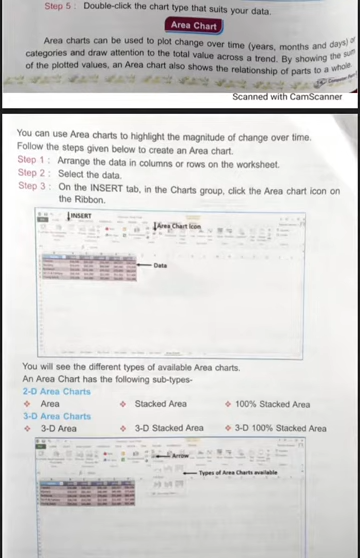 Step 5 : Double-click the chart type that suits your data.
Area Chart
Area charts can be used to plot change over time (years, months and days) or
categories and draw attention to the total value across a trend. By showing the sum
of the plotted values, an Area chart also shows the relationship of parts to a whole.
Scanned with CamScanner
You can use Area charts to highlight the magnitude of change over time.
Follow the steps given below to create an Area chart.
Step 1 : Arrange the data in columns or rows on the worksheet.
Step 2 : Select the data.
Step 3 : On the INSERT tab, in the Charts group, click the Area chart icon on
the Ribbon.
INSERT
Area Chart Icon
Data
You will see the different types of available Area charts.
An Area Chart has the following sub-types-
2-D Area Charts
❖ Area ❖ Stacked Area ❖ 100% Stacked Area
3-D Area Charts
❖ 3-D Area ❖ 3-D Stacked Area ❖ 3-D 100% Stacked Area
Arrow
Types of Area Charts available